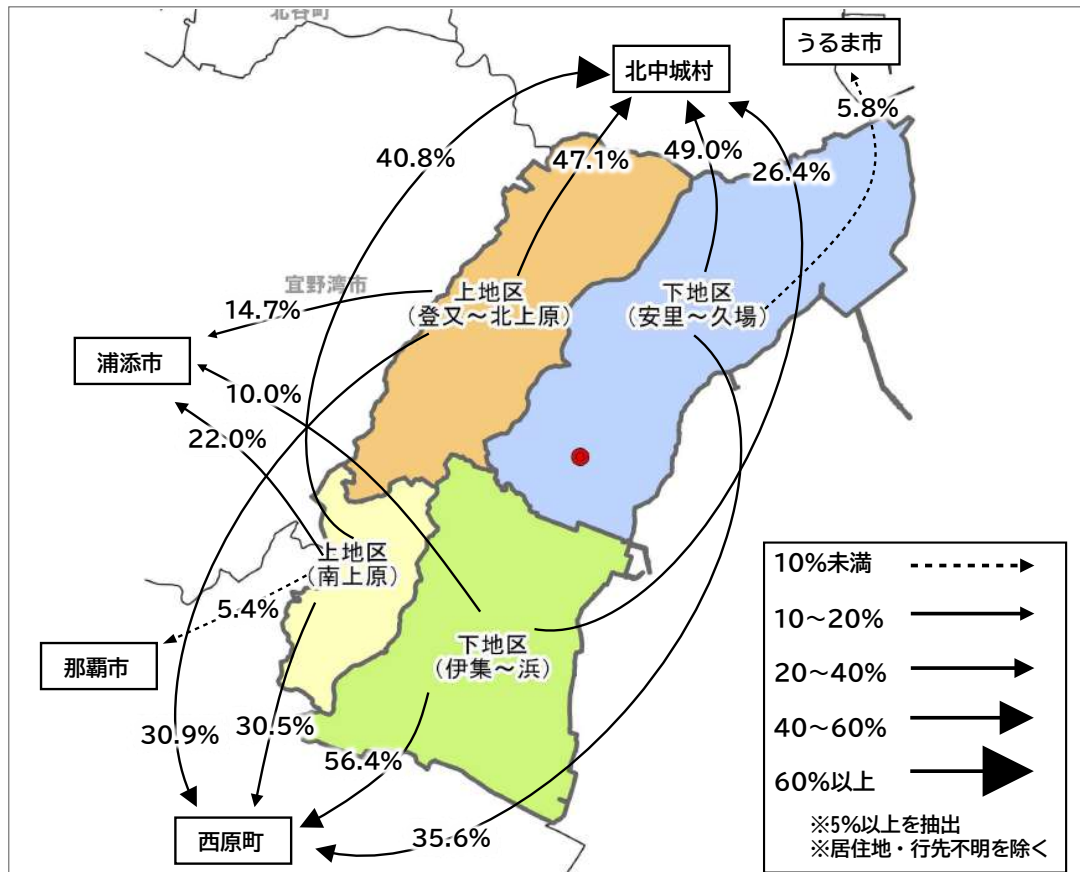 北谷町
うるま市
北中城村
5.8%
40.8%
47.1%
49.0%
26.4%
宜野湾市
上地区
(登又～北上原)
下地区
(安里～久場)
14.7%
浦添市
10.0%
22.0%
上地区
(南上原)
5.4%
那覇市
下地区
(伊集～浜)
30.9%
30.5%
56.4%
西原町
35.6%
10%未満
10～20%
20～40%
40～60%
60%以上
※5%以上を抽出
※居住地・行先不明を除く